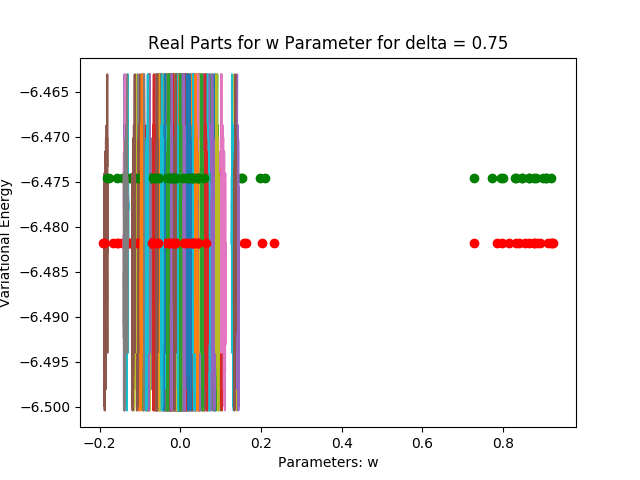 Real Parts for w Parameter for delta = 0.75
−6.465
−6.470
−6.475
−6.480
−6.485
−6.490
−6.495
−6.500
Variational Energy
−0.2 0.0 0.2 0.4 0.6 0.8
Parameters: w